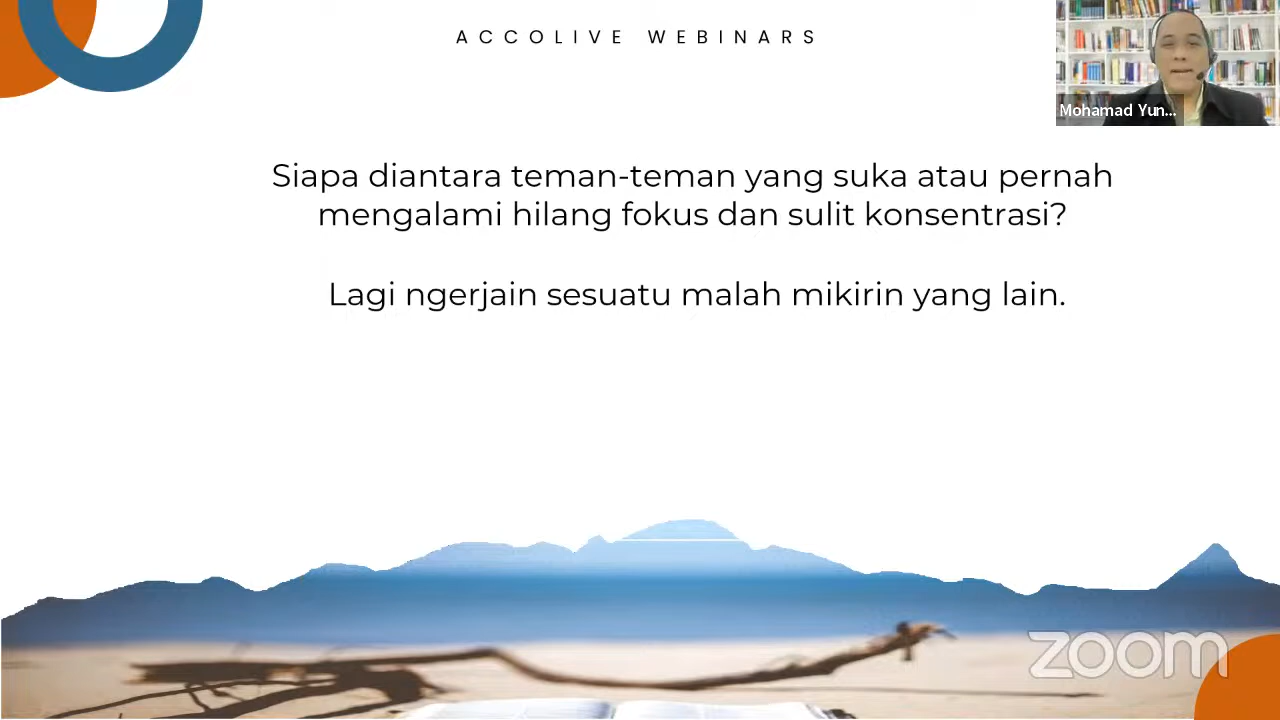 ACCOLIVE WEBINARS
Mohamad Yun...
Siapa diantara teman-teman yang suka atau pernah
mengalami hilang fokus dan sulit konsentrasi?
Lagi ngerjain sesuatu malah mikirin yang lain.
zoom